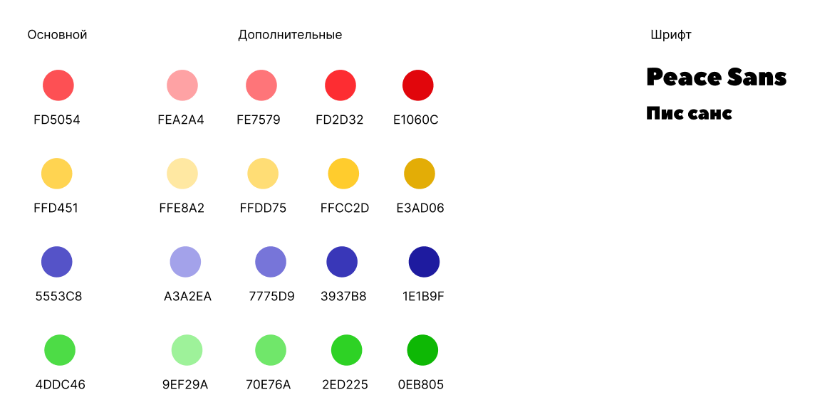 Основной Дополнительные Шрифт
Peace Sans
Пис санс
FD5054 FEA2A4 FE7579 FD2D32 E1060C
FFD451 FFE8A2 FFDD75 FFCC2D E3AD06
5553C8 A3A2EA 7775D9 3937B8 1E1B9F
4DDC46 9EF29A 70E76A 2ED225 0EB805